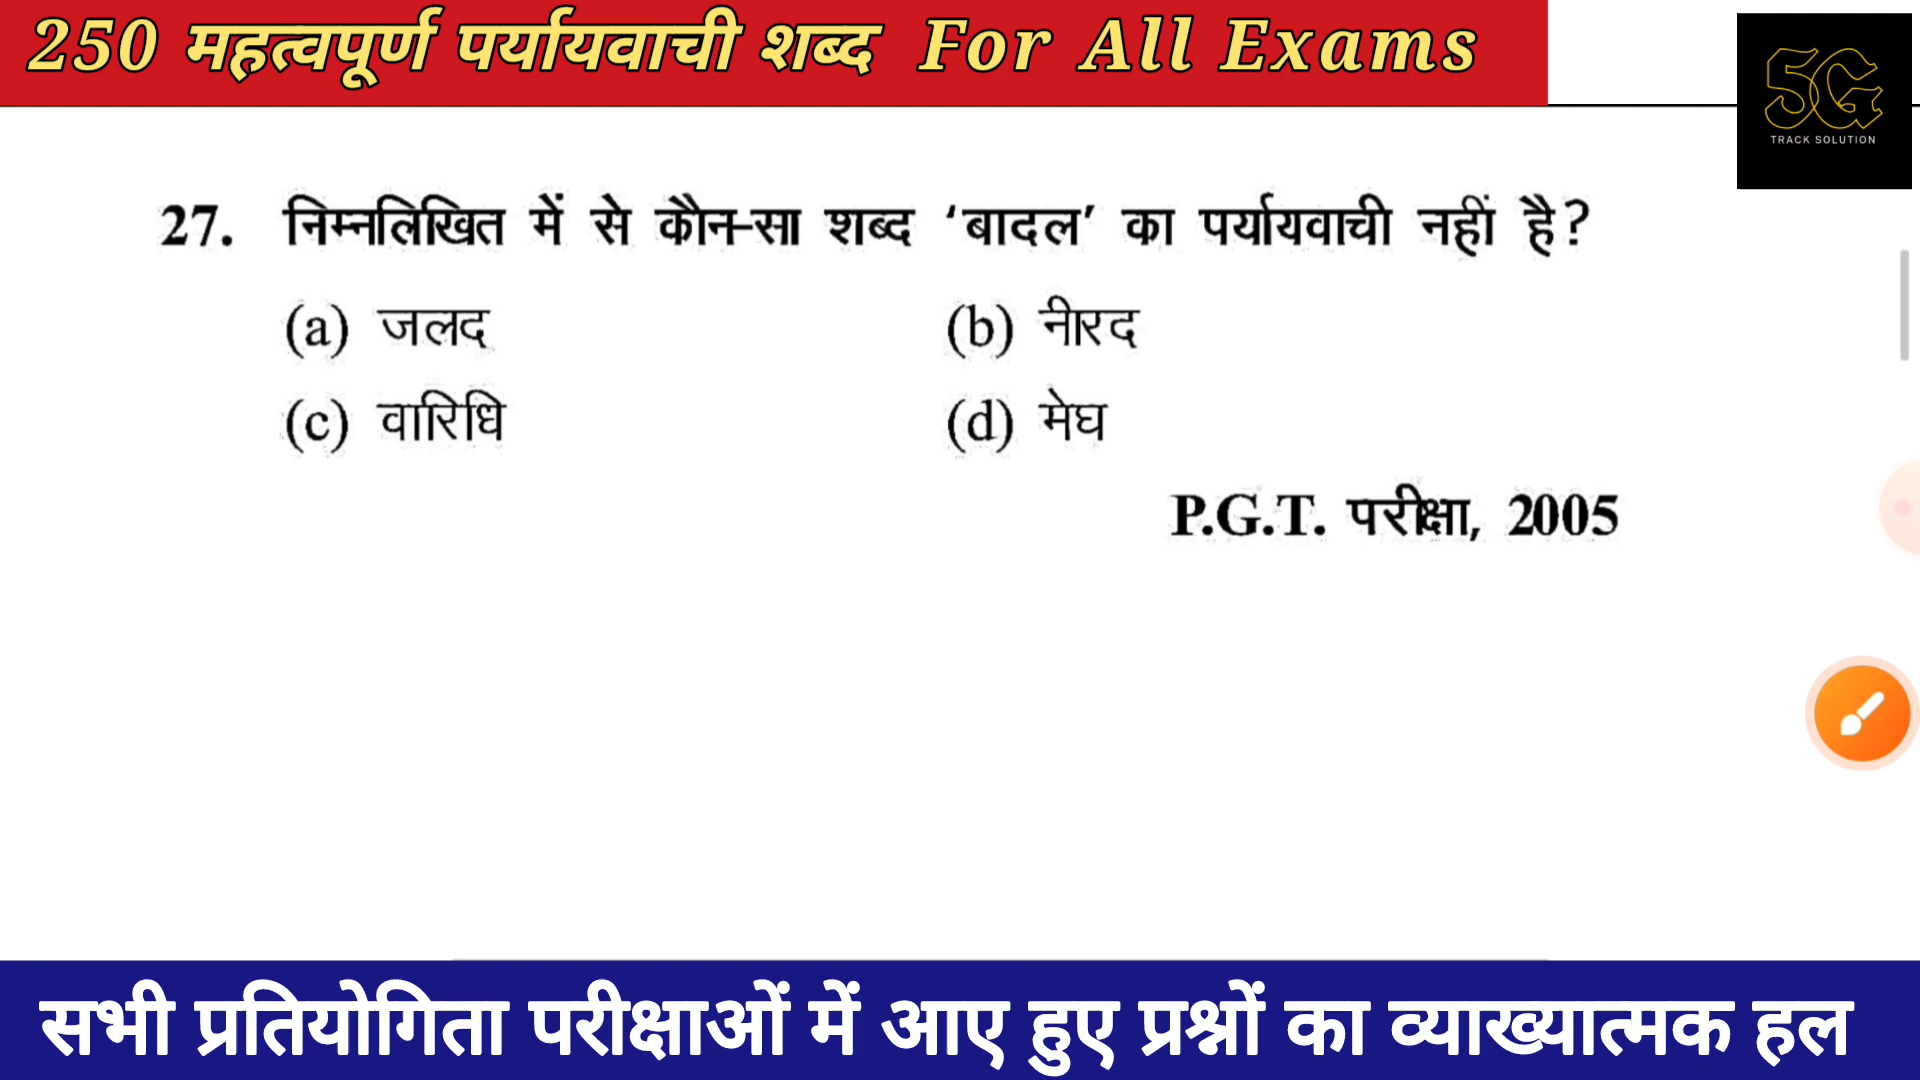 250 महत्वपूर्ण पर्यायवाची शब्द For All Exams
5G
TRACK SOLUTION
27. निम्नलिखित में से कौन-सा शब्द ‘बादल’ का पर्यायवाची नहीं है?
(a) जलद (b) नीरद
(c) वारिधि (d) मेघ
P.G.T. परीक्षा, 2005
सभी प्रतियोगिता परीक्षाओं में आए हुए प्रश्नों का व्याख्यात्मक हल